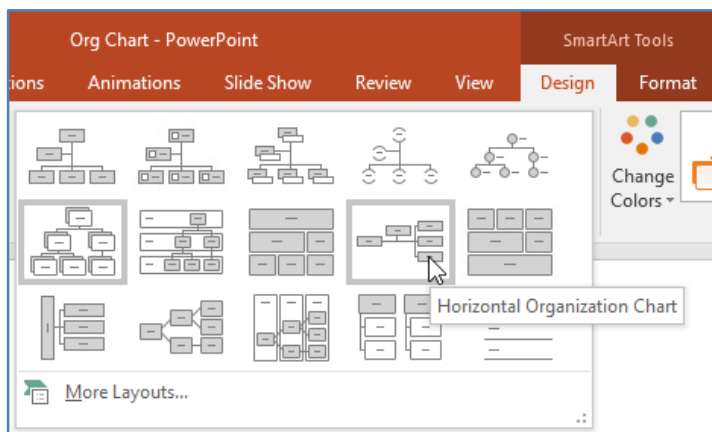 Org Chart - PowerPoint SmartArt Tools
ions Animations Slide Show Review View Design Format
Change
Colors
Horizontal Organization Chart
More Layouts...